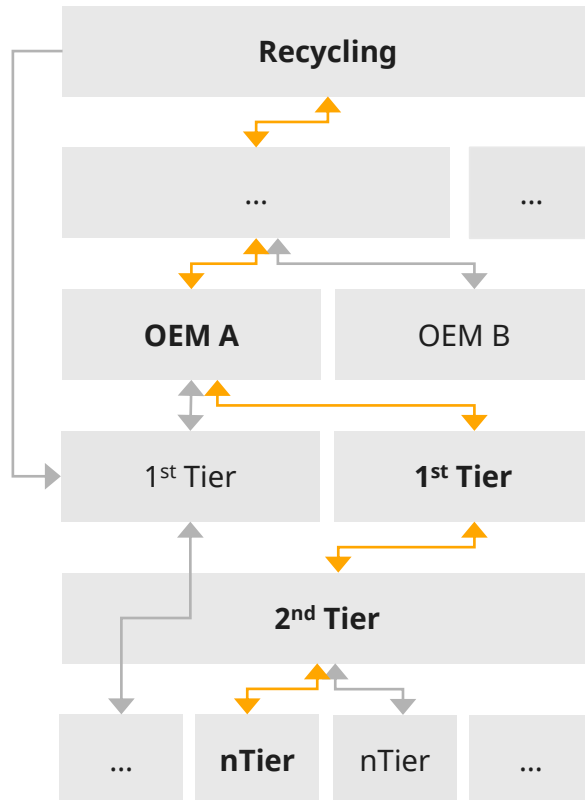 Recycling
...
...
OEM A
OEM B
1st Tier
1st Tier
2nd Tier
...
nTier
nTier
...